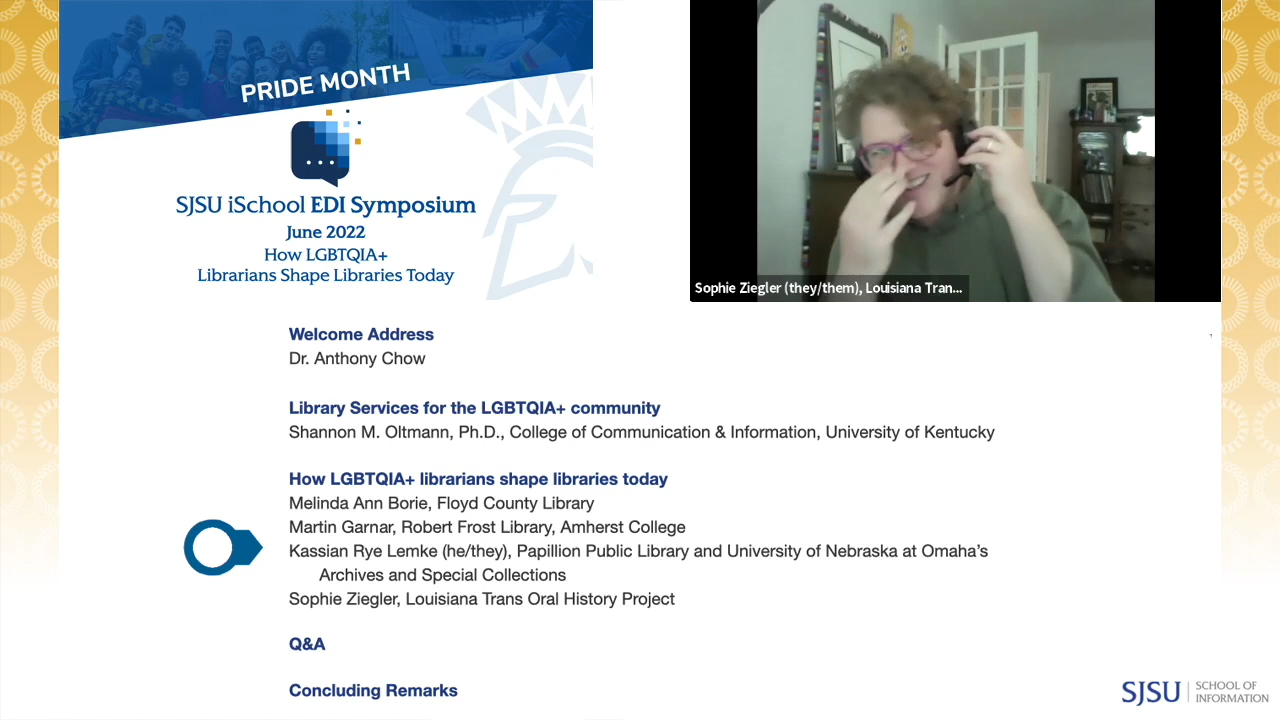 PRIDE MONTH
SJSU iSchool EDI Symposium
June 2022
How LGBTQIA+
Librarians Shape Libraries Today
Sophie Ziegler (they/them), Louisiana Tran...
Welcome Address
Dr. Anthony Chow
Library Services for the LGBTQIA+ community
Shannon M. Oltmann, Ph.D., College of Communication & Information, University of Kentucky
How LGBTQIA+ librarians shape libraries today
Melinda Ann Borie, Floyd County Library
Martin Garnar, Robert Frost Library, Amherst College
Kassian Rye Lemke (he/they), Papillion Public Library and University of Nebraska at Omaha’s
Archives and Special Collections
Sophie Ziegler, Louisiana Trans Oral History Project
Q&A
Concluding Remarks
SJSU SCHOOL OF
INFORMATION